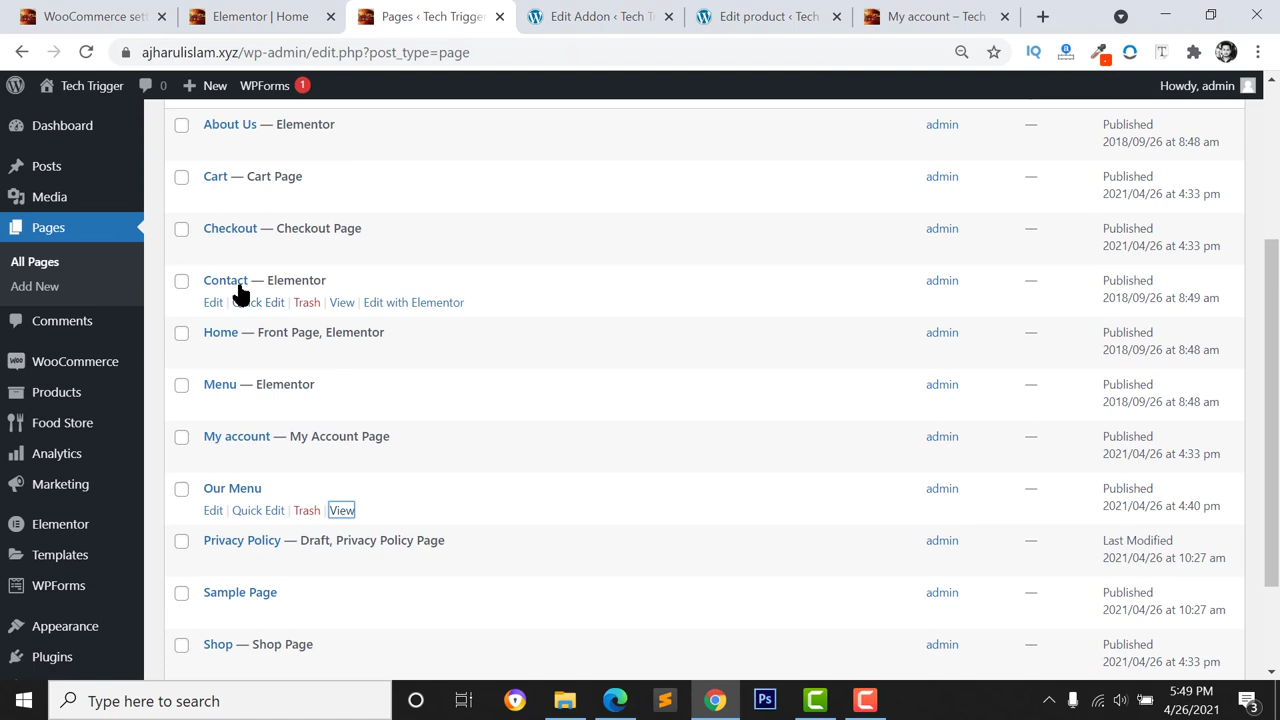 WooCommerce set
Elementor | Home
Pages ‹ Tech Trigger
Edit Addon ‹ Tech T
Edit product ‹ Tech
My account – Tech
ajharulislam.xyz/wp-admin/edit.php?post_type=page
Tech Trigger
0
New
WPForms
1
Howdy, admin
Dashboard
Posts
Media
Pages
All Pages
Add New
Comments
WooCommerce
Products
Food Store
Analytics
Marketing
Elementor
Templates
WPForms
Appearance
Plugins
About Us — Elementor
admin
—
Published
2018/09/26 at 8:48 am
Cart — Cart Page
admin
—
Published
2021/04/26 at 4:33 pm
Checkout — Checkout Page
admin
—
Published
2021/04/26 at 4:33 pm
Contact — Elementor
Edit | Quick Edit | Trash | View | Edit with Elementor
admin
—
Published
2018/09/26 at 8:49 am
Home — Front Page, Elementor
admin
—
Published
2018/09/26 at 8:48 am
Menu — Elementor
admin
—
Published
2018/09/26 at 8:48 am
My account — My Account Page
admin
—
Published
2021/04/26 at 4:33 pm
Our Menu
Edit | Quick Edit | Trash | View
admin
—
Published
2021/04/26 at 4:40 pm
Privacy Policy — Draft, Privacy Policy Page
admin
—
Last Modified
2021/04/26 at 10:27 am
Sample Page
admin
—
Published
2021/04/26 at 10:27 am
Shop — Shop Page
admin
—
Published
2021/04/26 at 4:33 pm
Type here to search
5:49 PM
4/26/2021
3